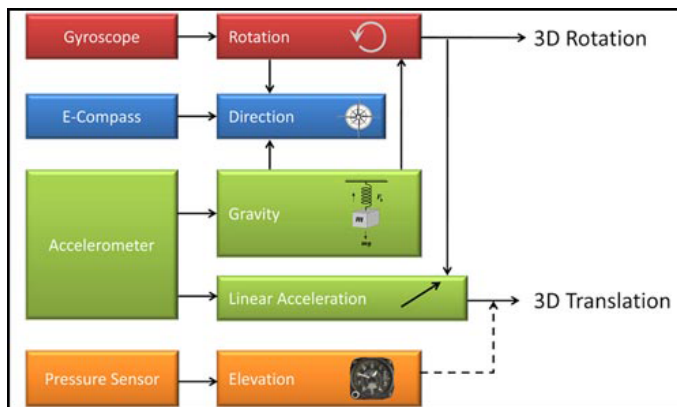 Gyroscope
Rotation
3D Rotation
E-Compass
Direction
Accelerometer
Gravity
Linear Acceleration
3D Translation
Pressure Sensor
Elevation